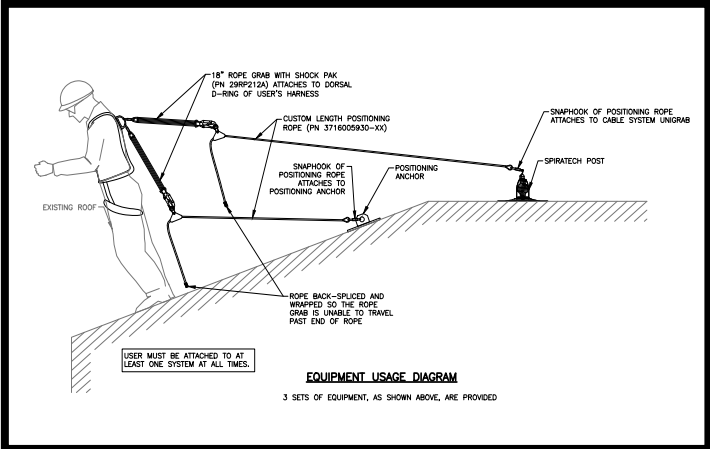 18" ROPE GRAB WITH SHOCK PAK
(PN 29RP212A) ATTACHES TO DORSAL
D-RING OF USER'S HARNESS
CUSTOM LENGTH POSITIONING
ROPE (PN 3716005930-XX)
SNAPHOOK OF POSITIONING ROPE
ATTACHES TO CABLE SYSTEM UNIGRAB
SNAPHOOK OF
POSITIONING ROPE
ATTACHES TO
POSITIONING ANCHOR
POSITIONING
ANCHOR
SPIRATECH POST
EXISTING ROOF
ROPE BACK-SPLICED AND
WRAPPED SO THE ROPE
GRAB IS UNABLE TO TRAVEL
PAST END OF ROPE
USER MUST BE ATTACHED TO AT
LEAST ONE SYSTEM AT ALL TIMES.
EQUIPMENT USAGE DIAGRAM
3 SETS OF EQUIPMENT, AS SHOWN ABOVE, ARE PROVIDED